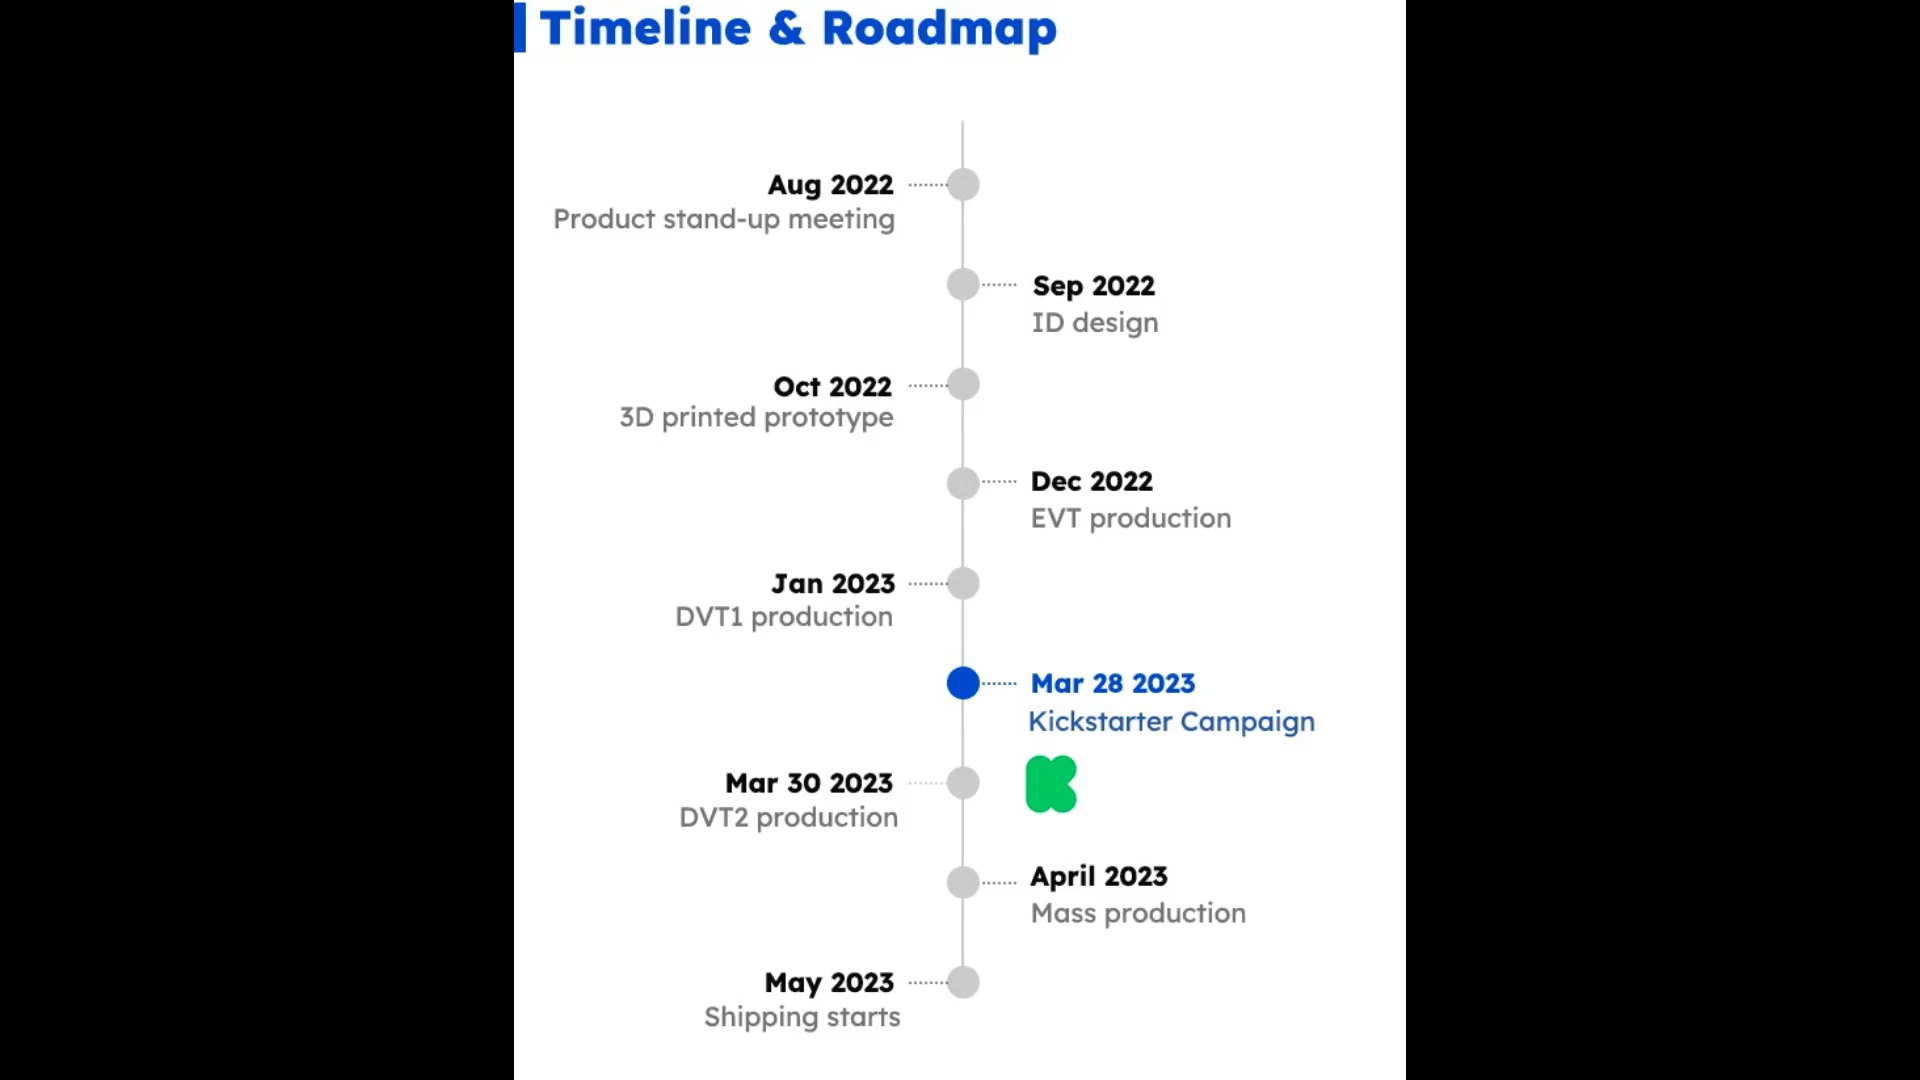 Timeline & Roadmap
Aug 2022
Product stand-up meeting
Sep 2022
ID design
Oct 2022
3D printed prototype
Dec 2022
EVT production
Jan 2023
DVT1 production
Mar 28 2023
Kickstarter Campaign
Mar 30 2023
DVT2 production
April 2023
Mass production
May 2023
Shipping starts